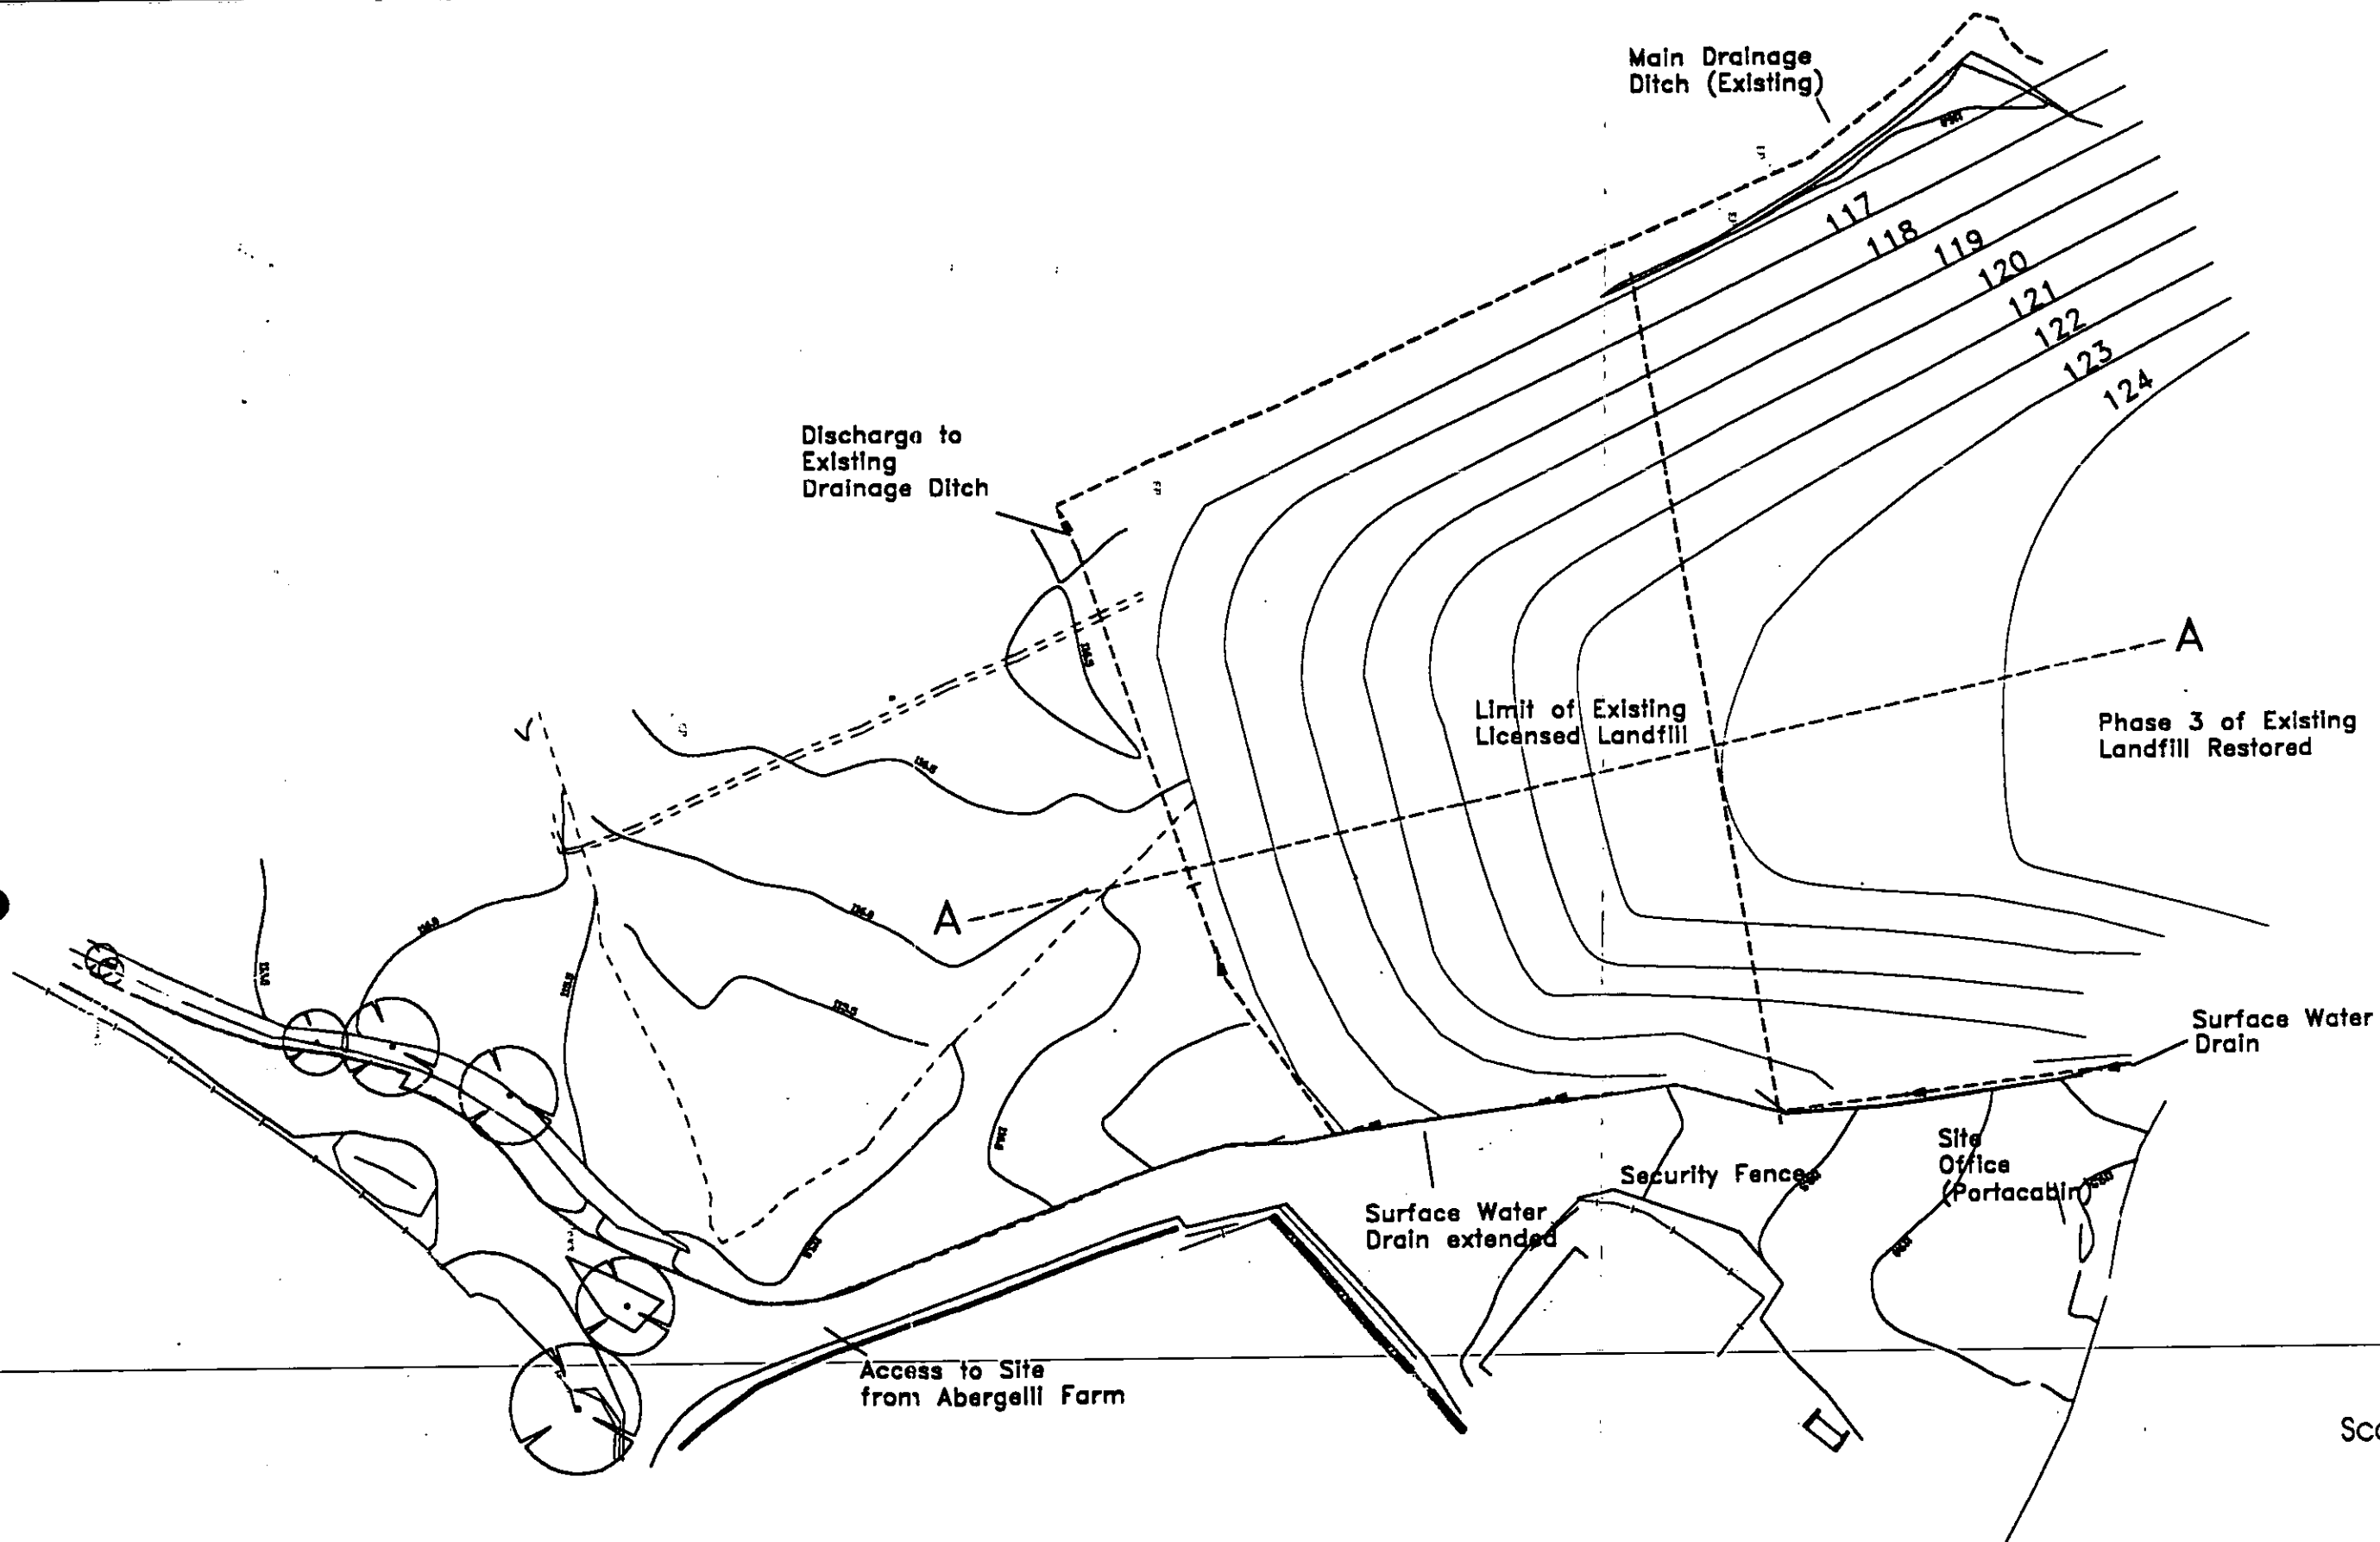 Main Drainage
Ditch (Existing)
117
118
119
120
121
122
123
124
Discharge to
Existing
Drainage Ditch
A
Limit of Existing
Licensed Landfill
Phase 3 of Existing
Landfill Restored
A
Surface Water
Drain
Site
Office
Portacabin
Security Fence
Surface Water
Drain extended
Access to Site
from Abergelli Farm